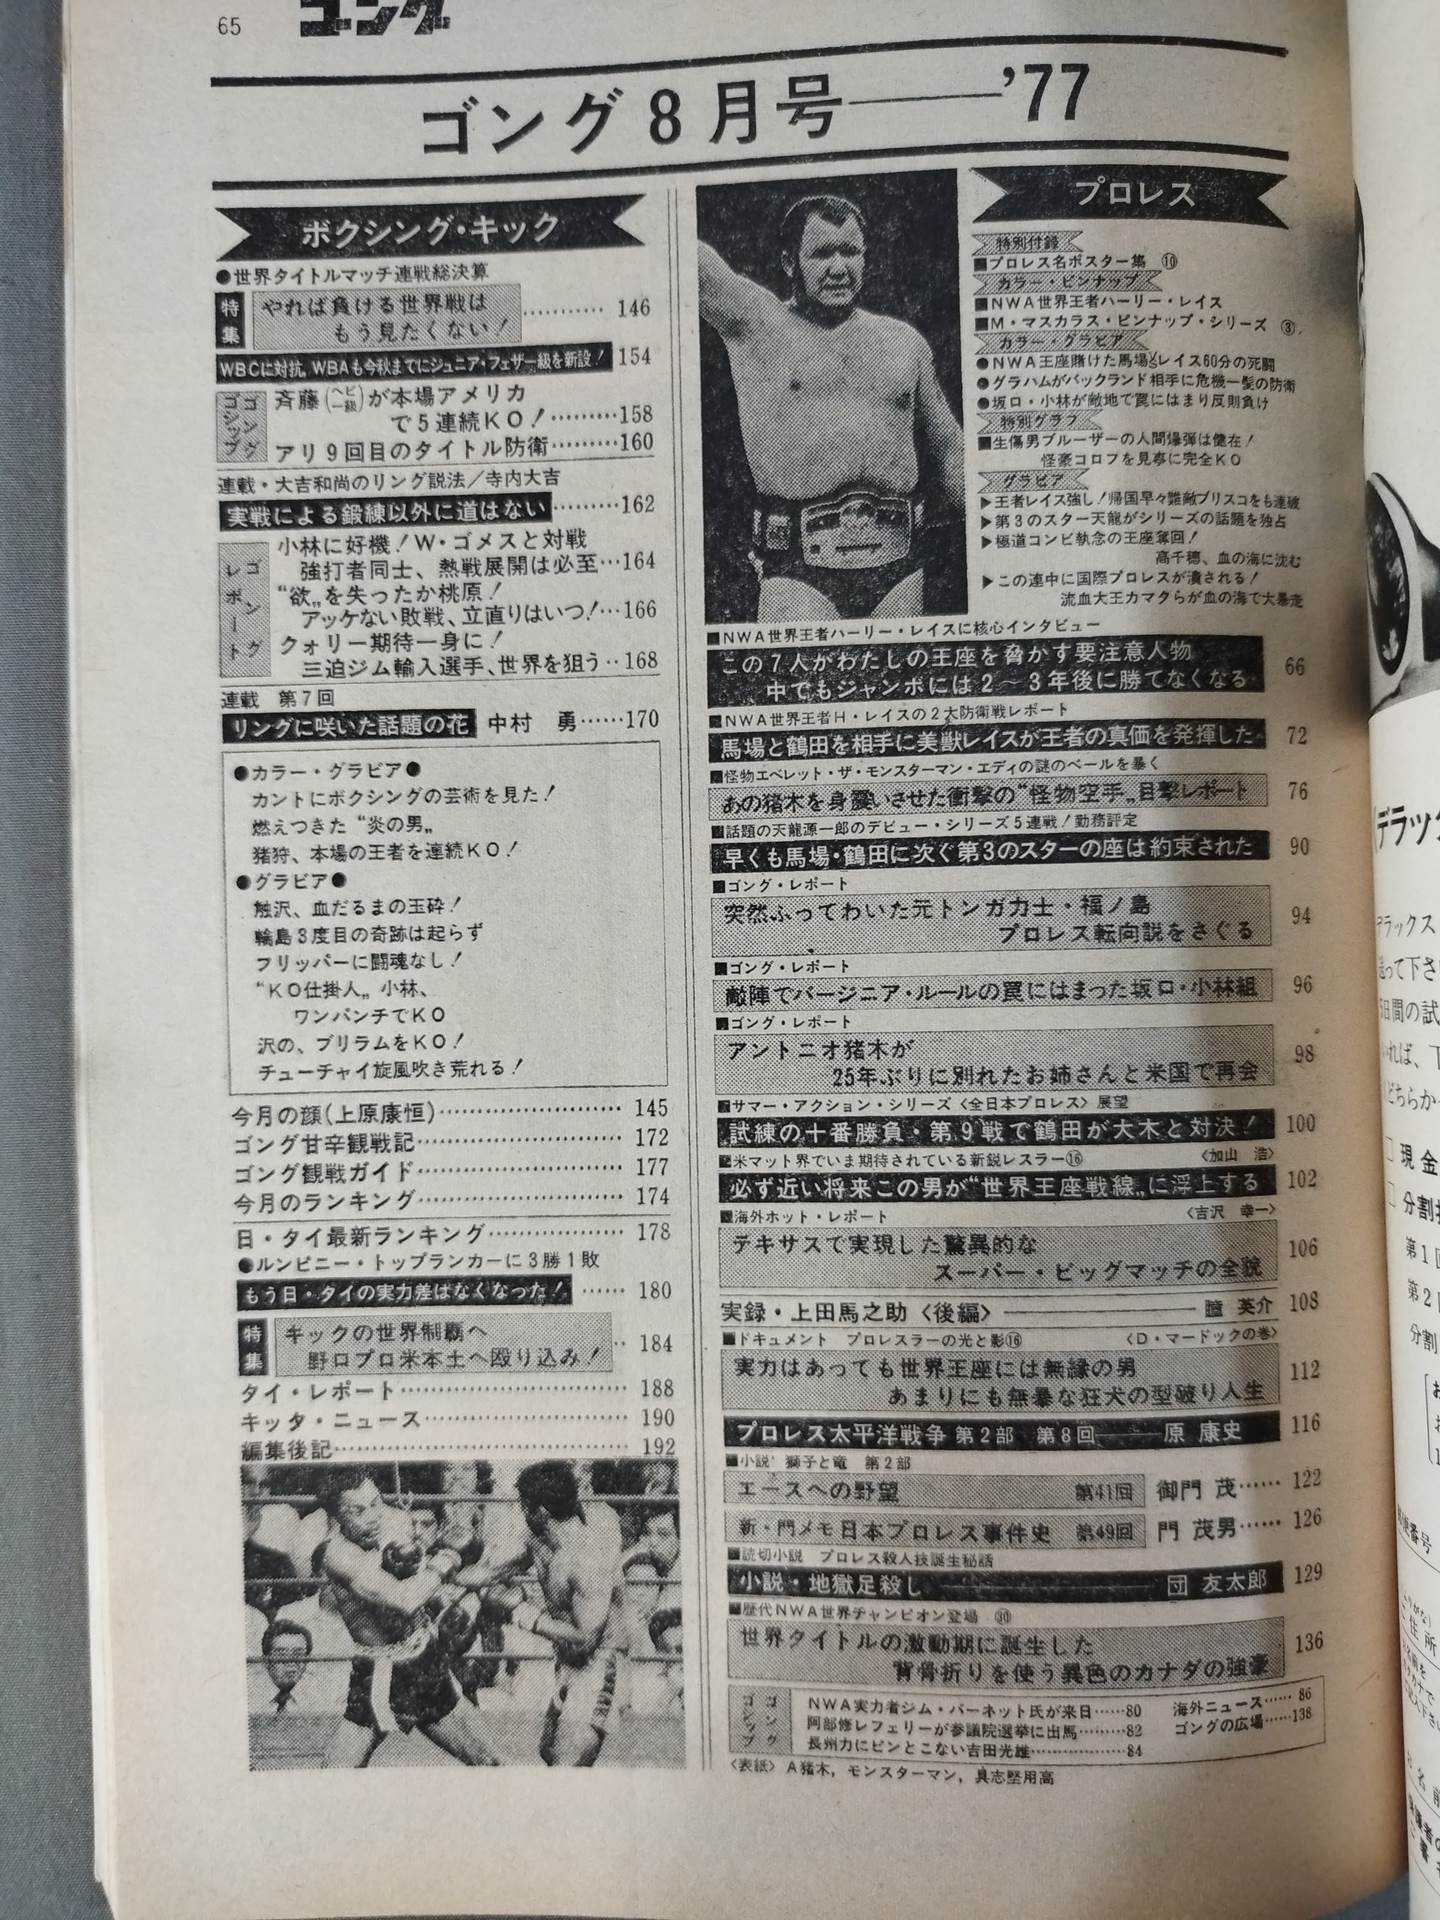 65
ゴング
ゴング8月号――'77
ボクシング・キック
●世界タイトルマッチ連戦総決算
特集
やれば負ける世界戦は
もう見たくない!…………146
WBCに対抗、WBAも今秋までにジュニア・フェザー級を新設! 154
ゴングゴシップ
斉藤(ヘビー級)が本場アメリカ
で5連続KO!………158
アリ9回目のタイトル防衛………160
連載・大吉和尚のリング説法/寺内大吉
実戦による鍛練以外に道はない………162
ゴングレポート
小林に好機!W・ゴメスと対戦
強打者同士、熱戦展開は必至…164
“欲„を失ったか桃原!
アッケない敗戦、立直りはいつ!…166
クォリー期待一身に!
三迫ジム輸入選手、世界を狙う‥168
連載 第7回
リングに咲いた話題の花 中村 勇……170
●カラー・グラビア●
カントにボクシングの芸術を見た!
燃えつきた“炎の男„
猪狩、本場の王者を連続KO!
●グラビア●
触沢、血だるまの玉砕!
輪島3度目の奇跡は起らず
フリッパーに闘魂なし!
“KO仕掛人„小林、
ワンパンチでKO
沢の、ブリラムをKO!
チューチャイ旋風吹き荒れる!
今月の顔(上原康恒)……………………145
ゴング甘辛観戦記………………………172
ゴング観戦ガイド………………………177
今月のランキング………………………174
日・タイ最新ランキング………………178
●ルンピニー・トップランカーに3勝1敗
もう日・タイの実力差はなくなった!……180
特集
キックの世界制覇へ
野口プロ米本土へ殴り込み!‥184
タイ・レポート…………………………188
キック・ニュース………………………190
編集後記…………………………………192
プロレス
特別付録
■プロレス名ポスター集 ⑩
カラー・ピンナップ
■NWA世界王者ハーリー・レイス
■M・マスカラス・ピンナップ・シリーズ ③
カラー・グラビア
●NWA王座賭けた馬場vsレイス60分の死闘
●グラハムがバックランド相手に危機一髪の防衛
●坂口・小林が敵地で罠にはまり反則負け
特別グラフ
■生傷男ブルーザーの人間爆弾は健在!
怪豪コロフを見事に完全KO
グラビア
▶王者レイス強し!帰国早々難敵ブリスコをも連破
▶第3のスター天龍がシリーズの話題を独占
▶極道コンビ執念の王座奪回!
高千穂、血の海に沈む
▶この連中に国際プロレスが潰される!
流血大王カマタらが血の海で大暴走
■NWA世界王者ハーリー・レイスに核心インタビュー
この7人がわたしの王座を脅かす要注意人物
中でもジャンボには2〜3年後に勝てなくなる 66
■NWA世界王者H・レイスの2大防衛戦レポート
馬場と鶴田を相手に美獣レイスが王者の真価を発揮した 72
■怪物エベレット・ザ・モンスターマン・エディの謎のベールを暴く
あの猪木を身震いさせた衝撃の“怪物空手„目撃レポート 76
■話題の天龍源一郎のデビュー・シリーズ5連戦!勤務評定
早くも馬場・鶴田に次ぐ第3のスターの座は約束された 90
■ゴング・レポート
突然ふってわいた元トンガ力士・福ノ島
プロレス転向説をさぐる 94
■ゴング・レポート
敵陣でバージニア・ルールの罠にはまった坂口・小林組 96
■ゴング・レポート
アントニオ猪木が
25年ぶりに別れたお姉さんと米国で再会 98
■サマー・アクション・シリーズ〈全日本プロレス〉展望
試練の十番勝負・第9戦で鶴田が大木と対決! 100
■米マット界でいま期待されている新鋭レスラー⑯ 〈加山 浩〉
必ず近い将来この男が“世界王座戦線„に浮上する 102
■海外ホット・レポート 〈吉沢 幸一〉
テキサスで実現した驚異的な
スーパー・ビッグマッチの全貌 106
実録・上田馬之助〈後編〉――― 英介 108
■ドキュメント プロレスラーの光と影⑯ 〈D・マードックの巻〉
実力はあっても世界王座には無縁の男
あまりにも無暴な狂犬の型破り人生 112
プロレス太平洋戦争 第2部 第8回――原 康史 116
■小説・獅子と竜 第2部
エースへの野望 第41回 御門 茂……122
新・門メモ日本プロレス事件史 第49回 門 茂男……126
■読切小説 プロレス殺人技誕生秘話
小説・地獄足殺し―――団 友太郎 129
■歴代NWA世界チャンピオン登場 ㉚
世界タイトルの激動期に誕生した
背骨折りを使う異色のカナダの強豪 136
ゴングゴシップ
NWA実力者ジム・バーネット氏が来日……80
阿部修レフェリーが参議院選挙に出馬………82
長州力にピンとこない吉田光雄………………84
海外ニュース……86
ゴングの広場……138
〈表紙〉A猪木,モンスターマン,具志堅用高
デラック
デラックス
送って下さ
5日間の試
現金
分割
第1回
第2
分割
便番号
住所